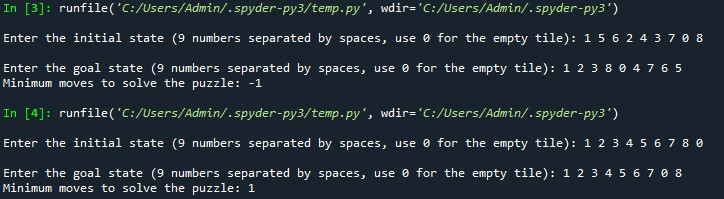 In [3]: runfile('C:/Users/Admin/.spyder-py3/temp.py', wdir='C:/Users/Admin/.spyder-py3')
Enter the initial state (9 numbers separated by spaces, use 0 for the empty tile): 1 5 6 2 4 3 7 0 8
Enter the goal state (9 numbers separated by spaces, use 0 for the empty tile): 1 2 3 8 0 4 7 6 5
Minimum moves to solve the puzzle: -1
In [4]: runfile('C:/Users/Admin/.spyder-py3/temp.py', wdir='C:/Users/Admin/.spyder-py3')
Enter the initial state (9 numbers separated by spaces, use 0 for the empty tile): 1 2 3 4 5 6 7 8 0
Enter the goal state (9 numbers separated by spaces, use 0 for the empty tile): 1 2 3 4 5 6 7 0 8
Minimum moves to solve the puzzle: 1